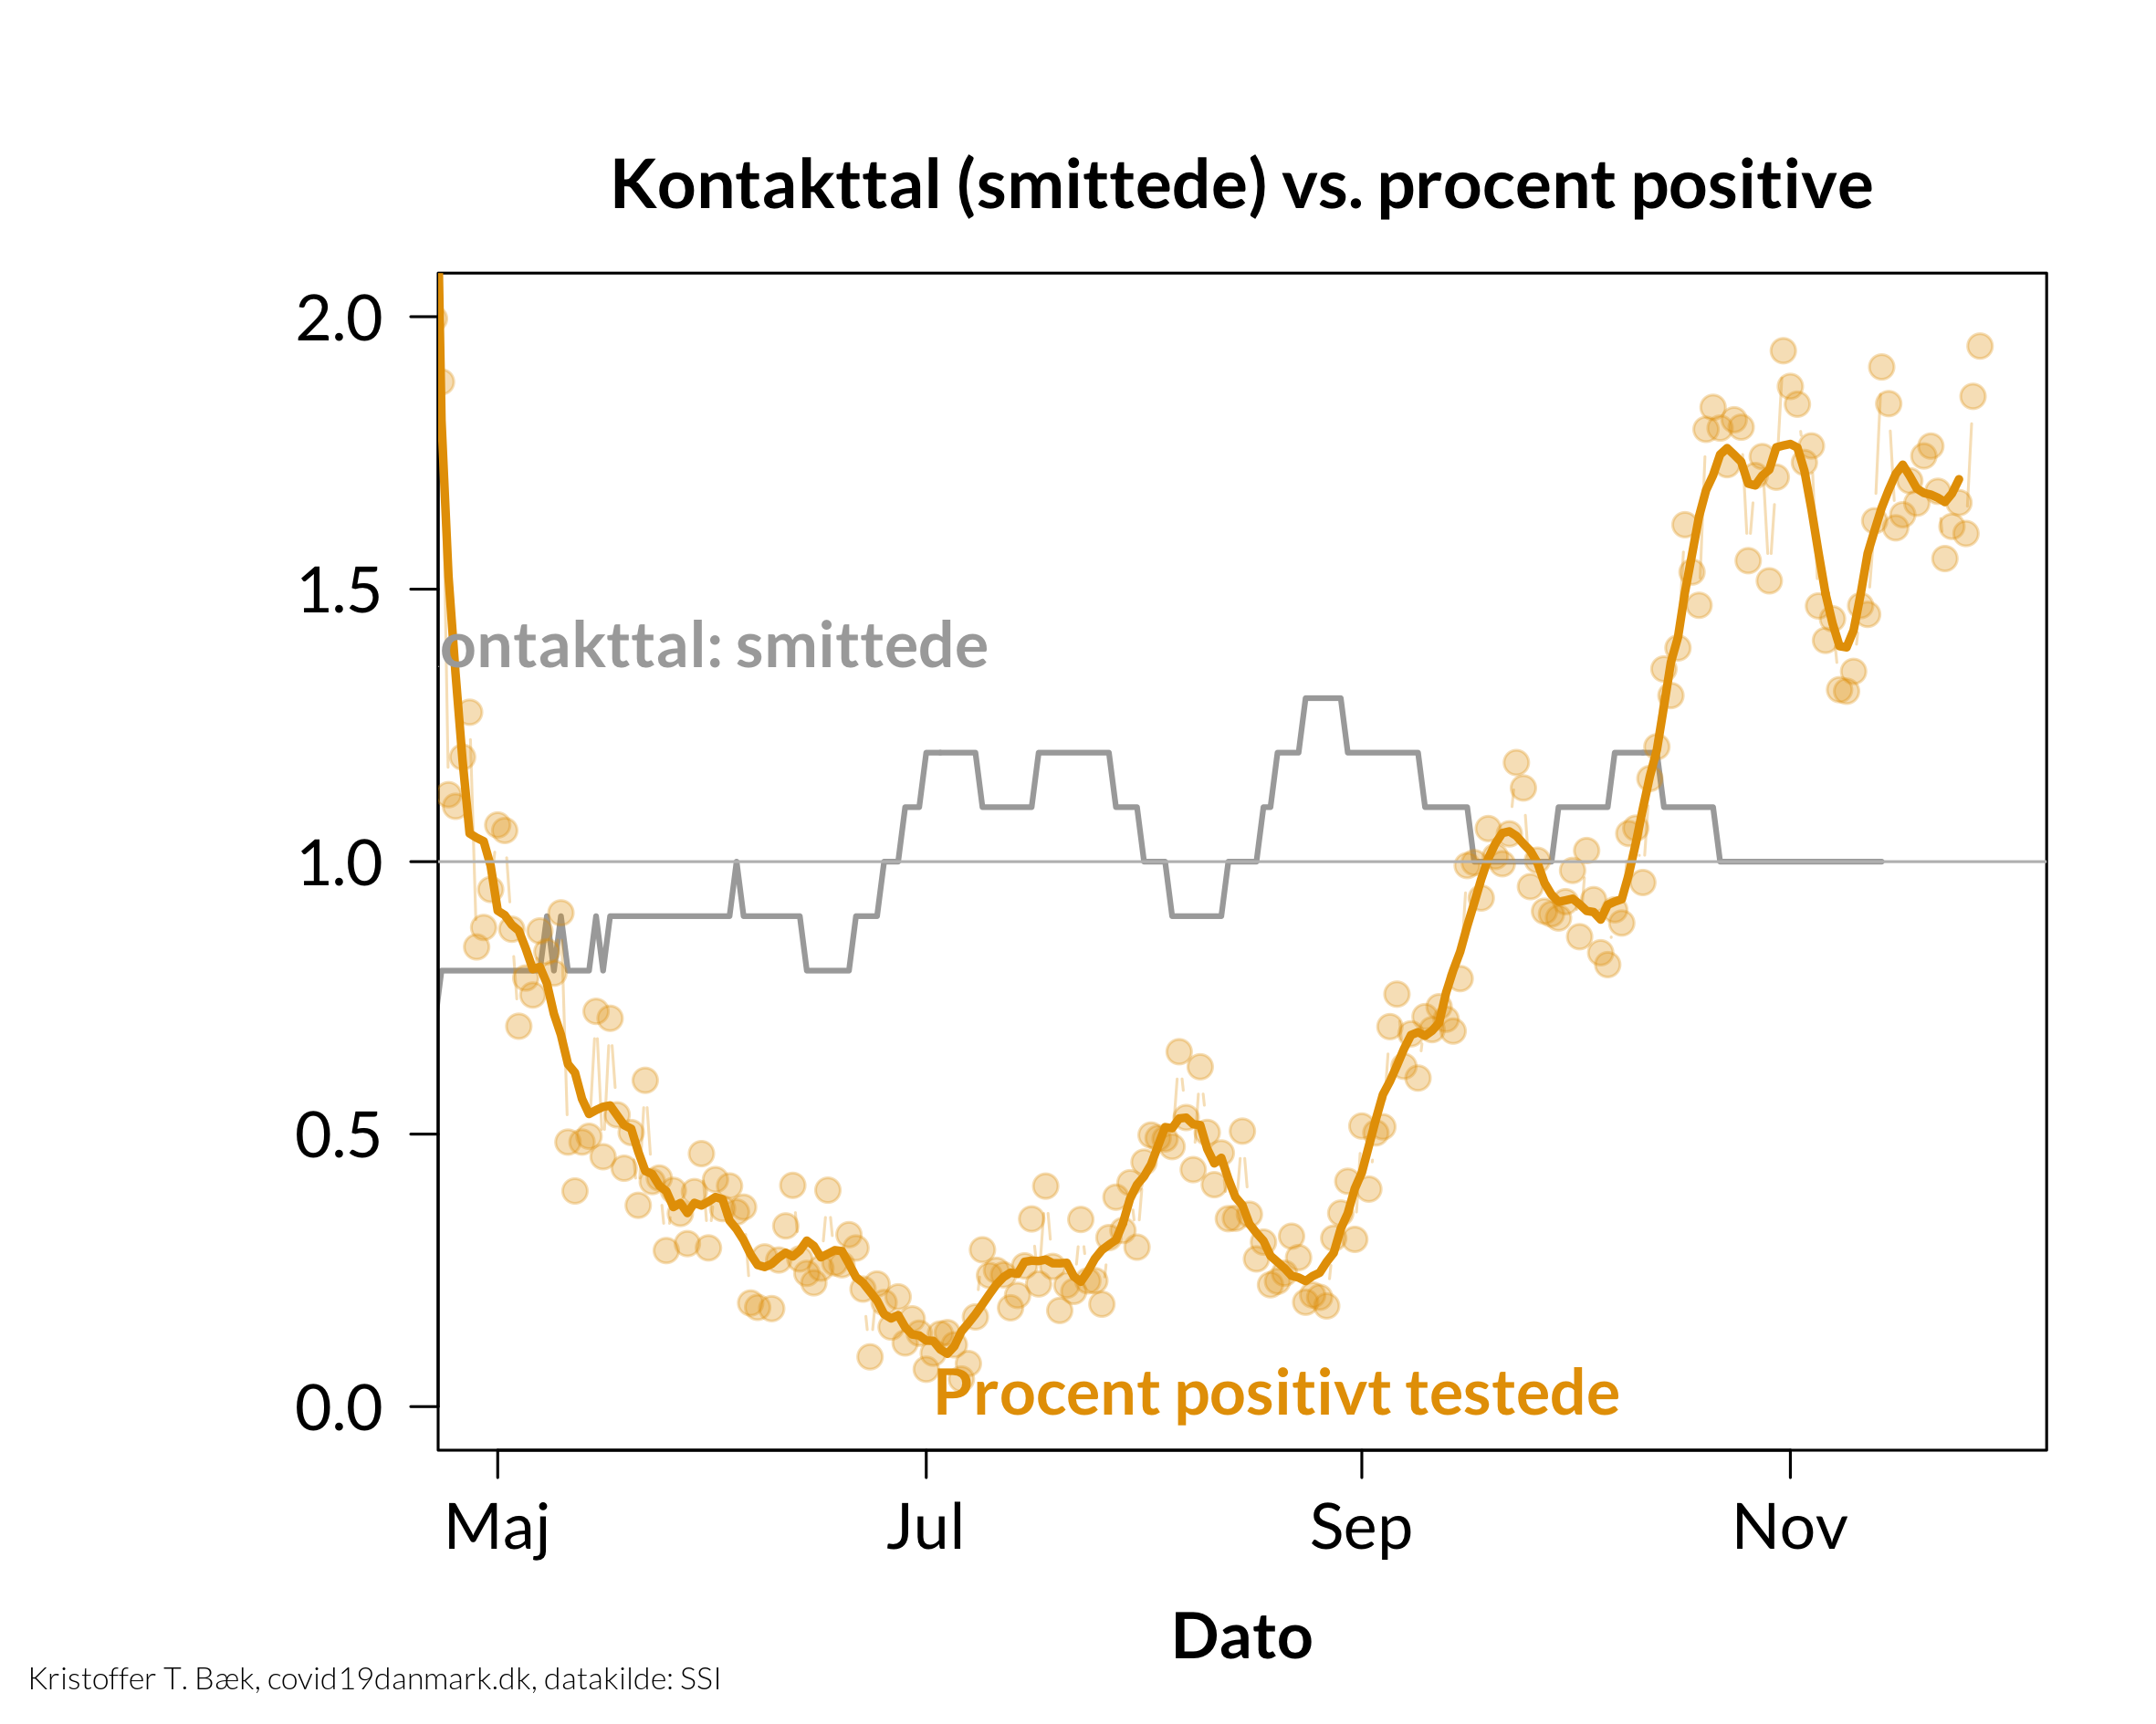 Kontakttal (smittede) vs. procent positive
2.0
1.5
ontakttal: smittede
1.0
0.5
0.0
Procent positivt testede
Maj Jul Sep Nov
Dato
Kristoffer T. Bæk, covid19danmark.dk, datakilde: SSI